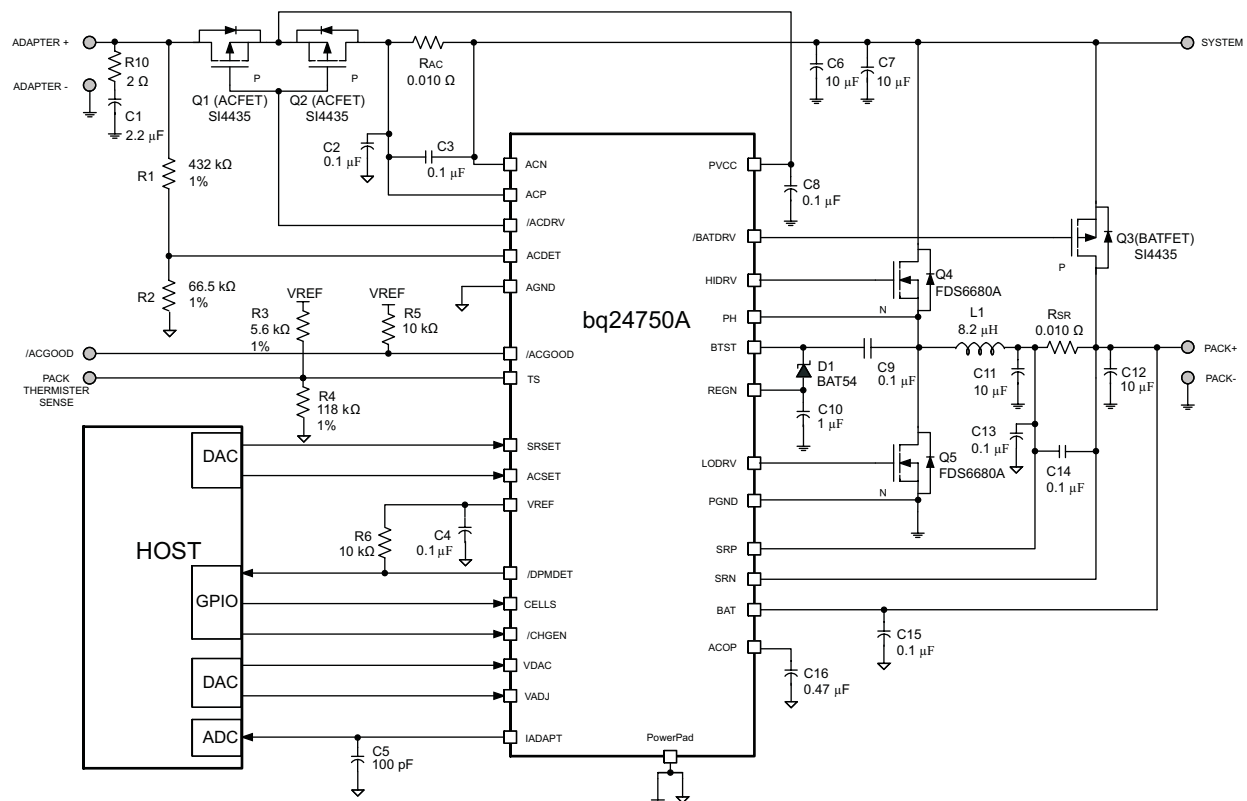 ADAPTER +
ADAPTER -
R10
2 Ω
C1
2.2 µF
P
Q1 (ACFET)
SI4435
P
Q2 (ACFET)
SI4435
RAC
0.010 Ω
C6
10 µF
C7
10 µF
SYSTEM
R1
432 kΩ
1%
R2
66.5 kΩ
1%
C2
0.1 µF
C3
0.1 µF
C8
0.1 µF
Q3(BATFET)
SI4435
P
VREF
R3
5.6 kΩ
1%
VREF
R5
10 kΩ
/ACGOOD
PACK
THERMISTER
SENSE
R4
118 kΩ
1%
bq24750A
ACN
ACP
/ACDRV
ACDET
AGND
/ACGOOD
TS
SRSET
ACSET
VREF
/DPMDET
CELLS
/CHGEN
VDAC
VADJ
IADAPT
PVCC
/BATDRV
HIDRV
PH
BTST
REGN
LODRV
PGND
SRP
SRN
BAT
ACOP
PowerPad
Q4
FDS6680A
N
L1
8.2 µH
RSR
0.010 Ω
D1
BAT54
C9
0.1 µF
C10
1 µF
C11
10 µF
C12
10 µF
PACK+
PACK-
C13
0.1 µF
C14
0.1 µF
Q5
FDS6680A
N
C15
0.1 µF
C16
0.47 µF
HOST
DAC
GPIO
DAC
ADC
R6
10 kΩ
C4
0.1 µF
C5
100 pF